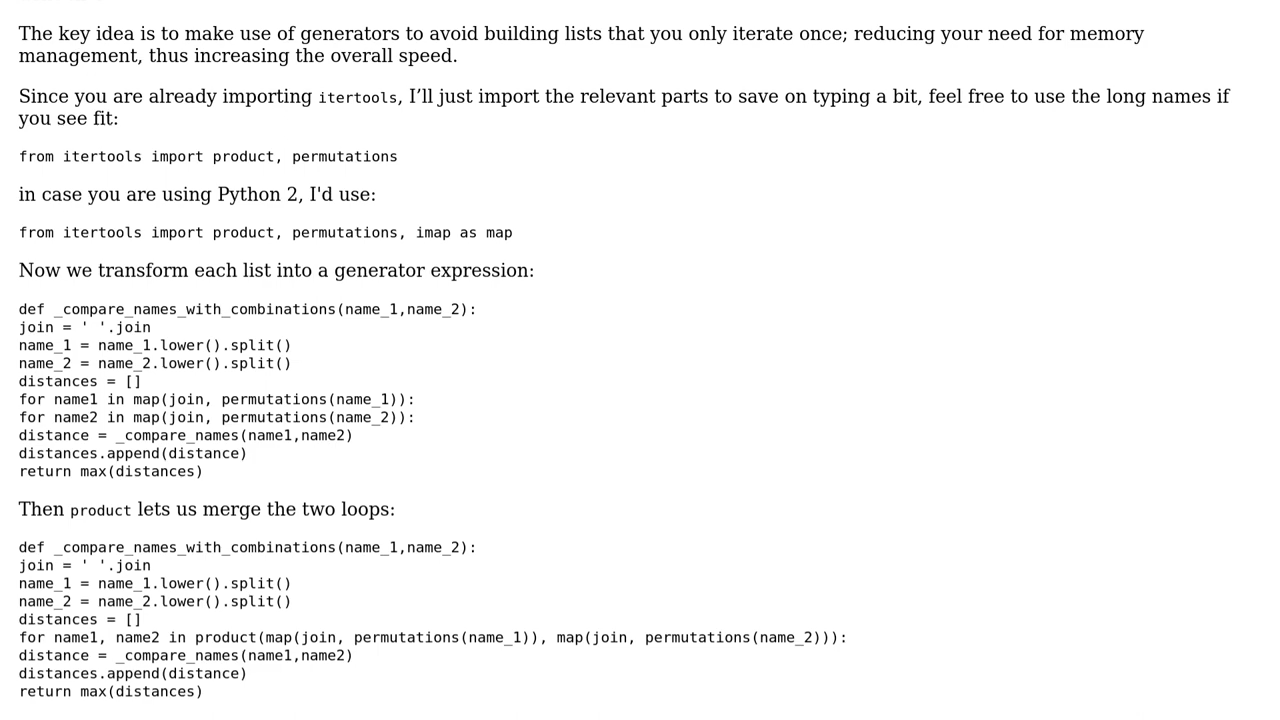 The key idea is to make use of generators to avoid building lists that you only iterate once; reducing your need for memory
management, thus increasing the overall speed.
Since you are already importing itertools, I’ll just import the relevant parts to save on typing a bit, feel free to use the long names if
you see fit:
from itertools import product, permutations
in case you are using Python 2, I'd use:
from itertools import product, permutations, imap as map
Now we transform each list into a generator expression:
def _compare_names_with_combinations(name_1,name_2):
join = ' '.join
name_1 = name_1.lower().split()
name_2 = name_2.lower().split()
distances = []
for name1 in map(join, permutations(name_1)):
for name2 in map(join, permutations(name_2)):
distance = _compare_names(name1,name2)
distances.append(distance)
return max(distances)
Then product lets us merge the two loops:
def _compare_names_with_combinations(name_1,name_2):
join = ' '.join
name_1 = name_1.lower().split()
name_2 = name_2.lower().split()
distances = []
for name1, name2 in product(map(join, permutations(name_1)), map(join, permutations(name_2))):
distance = _compare_names(name1,name2)
distances.append(distance)
return max(distances)